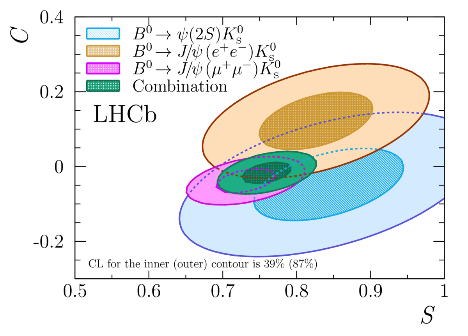 C
0.4
0.2
0
-0.2
B⁰ → ψ(2S)K⁰S
B⁰ → J/ψ(e⁺e⁻)K⁰S
B⁰ → J/ψ(μ⁺μ⁻)K⁰S
Combination
LHCb
CL for the inner (outer) contour is 39% (87%)
0.5 0.6 0.7 0.8 0.9 1
S